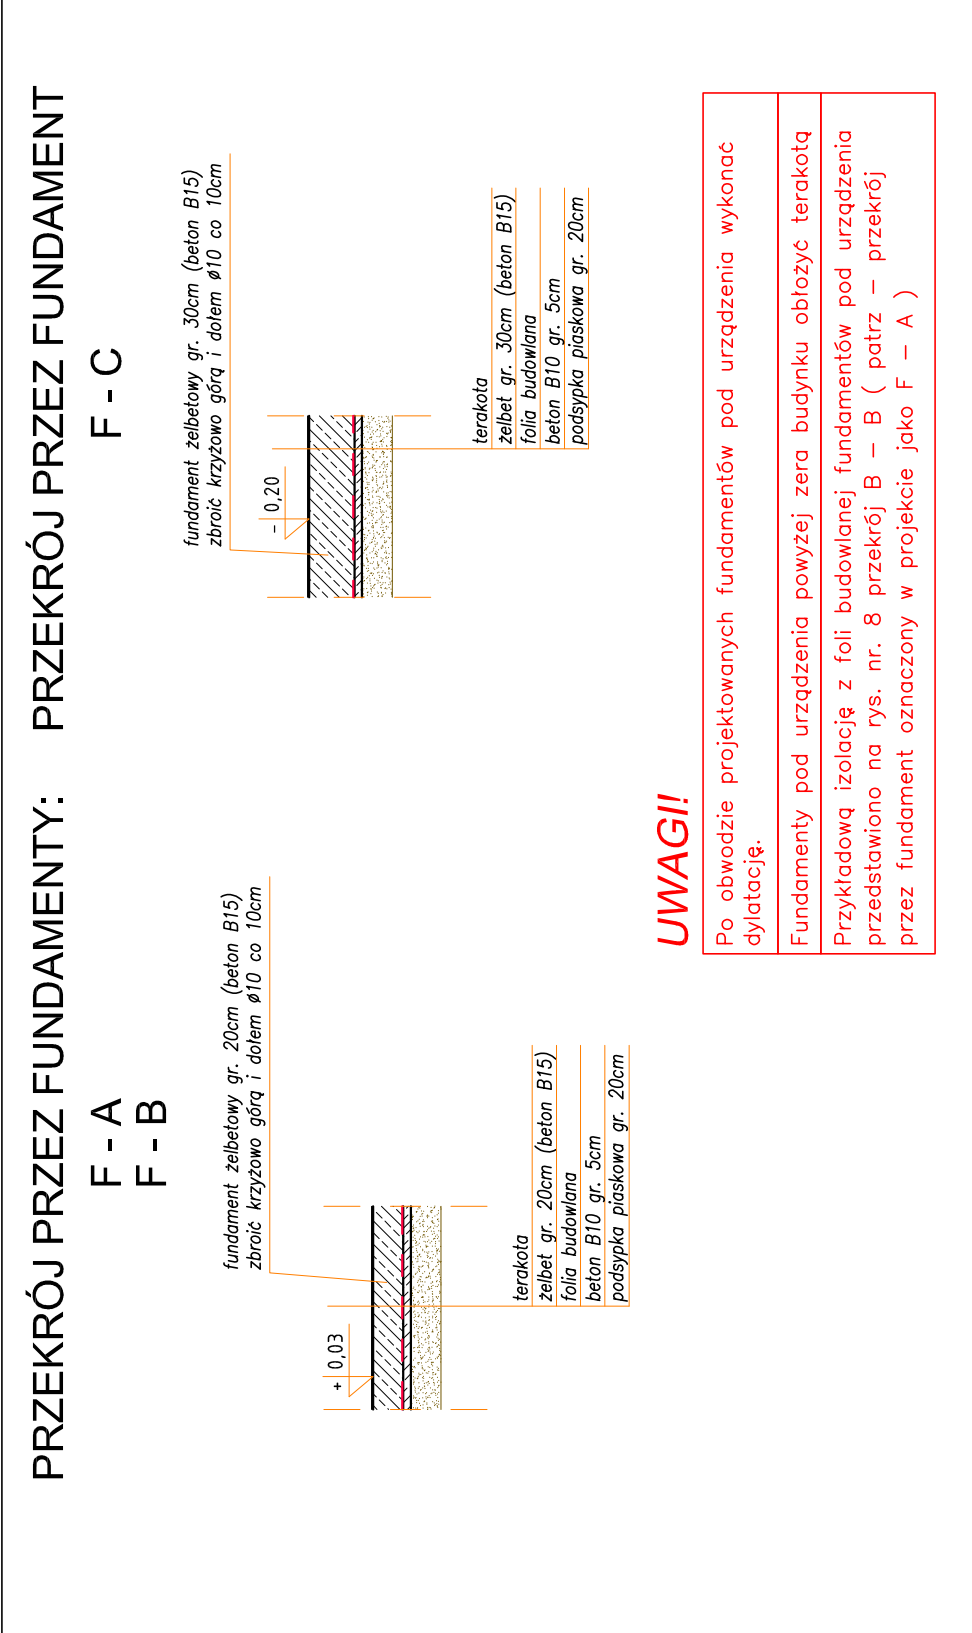 PRZEKRÓJ PRZEZ FUNDAMENTY:
F - A
F - B
fundament żelbetowy gr. 20cm (beton B15)
zbroić krzyżowo górą i dołem ø10 co 10cm
+ 0,03
terakota
żelbet gr. 20cm (beton B15)
folia budowlana
beton B10 gr. 5cm
podsypka piaskowa gr. 20cm
PRZEKRÓJ PRZEZ FUNDAMENT
F - C
fundament żelbetowy gr. 30cm (beton B15)
zbroić krzyżowo górą i dołem ø10 co 10cm
- 0,20
terakota
żelbet gr. 30cm (beton B15)
folia budowlana
beton B10 gr. 5cm
podsypka piaskowa gr. 20cm
UWAGI!
Po obwodzie projektowanych fundamentów pod urządzenia wykonać
dylatację.
Fundamenty pod urządzenia powyżej zera budynku obłożyć terakotą
Przykładową izolację z foli budowlanej fundamentów pod urządzenia
przedstawiono na rys. nr. 8 przekrój B - B ( patrz - przekrój
przez fundament oznaczony w projekcie jako F - A )